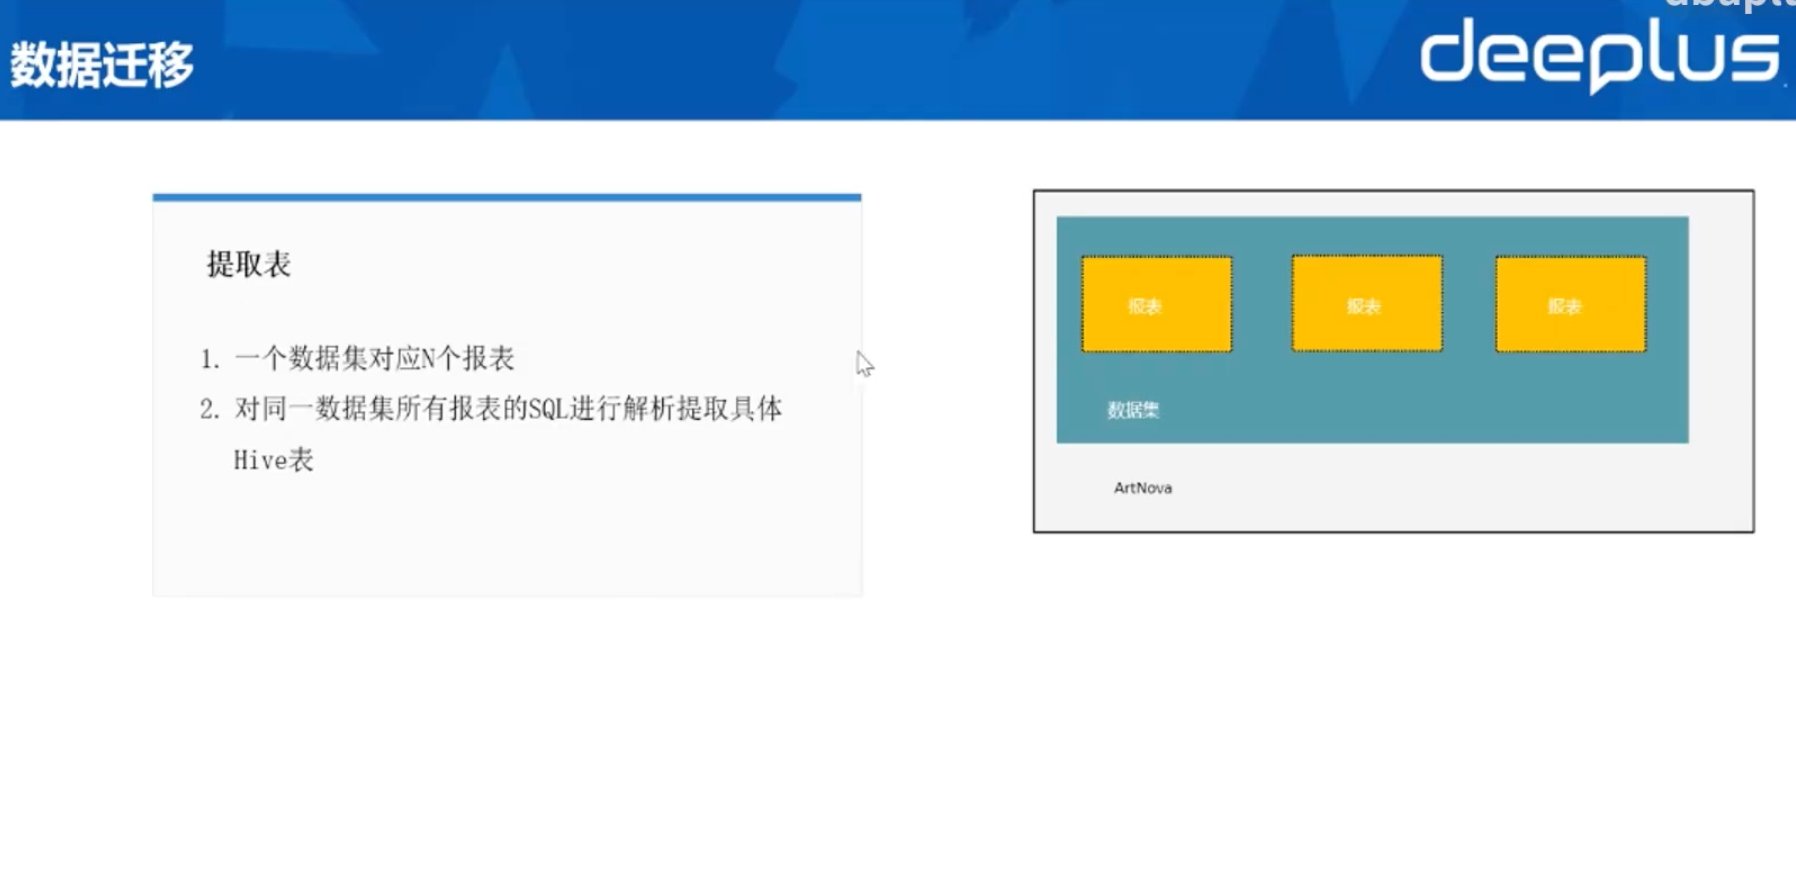 数据迁移
deeplus
提取表
1. 一个数据集对应N个报表
2. 对同一数据集所有报表的SQL进行解析提取具体
Hive表
报表
报表
报表
数据集
ArtNova